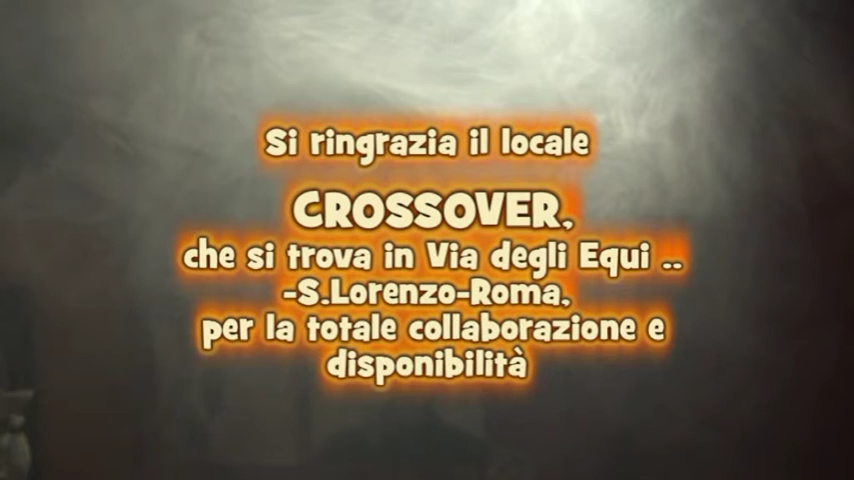 Si ringrazia il locale
CROSSOVER,
che si trova in Via degli Equi ..
-S.Lorenzo-Roma,
per la totale collaborazione e
disponibilità